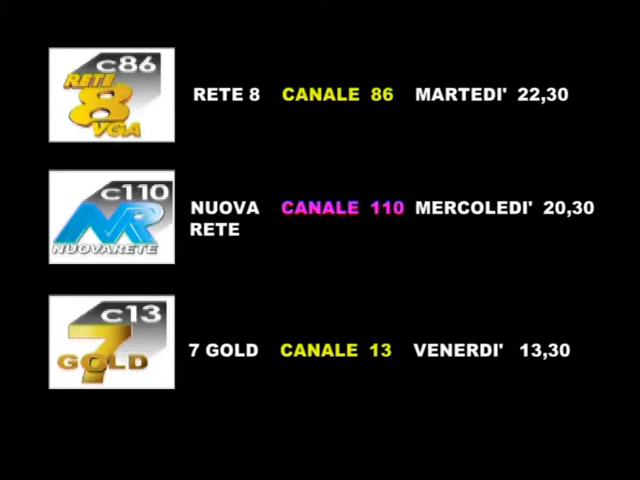 C86
RETE
8
VGA
RETE 8 CANALE 86 MARTEDI' 22,30
C110
NR
NUOVARETE
NUOVA CANALE 110 MERCOLEDI' 20,30
RETE
C13
7
GOLD
7 GOLD CANALE 13 VENERDI' 13,30